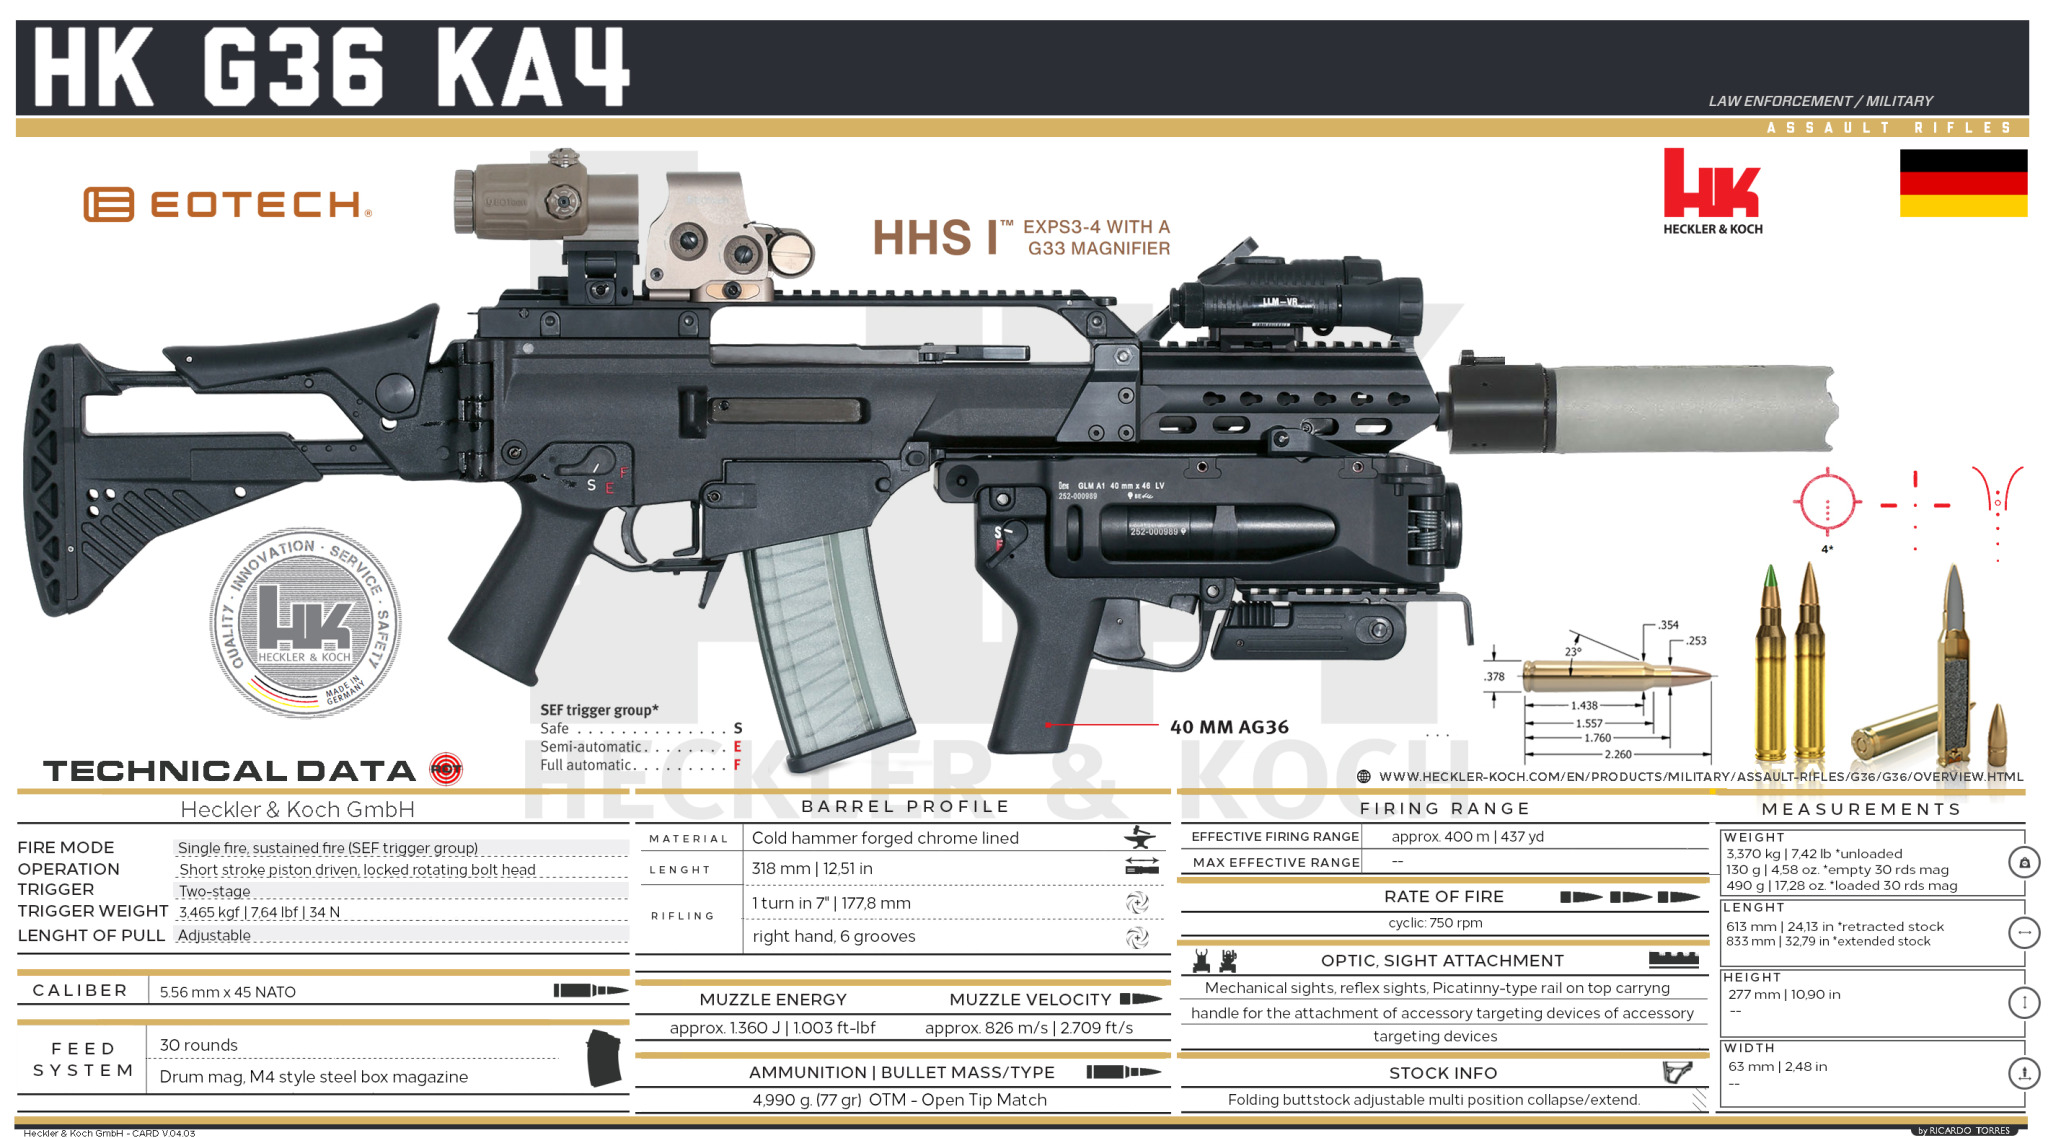 HK G36 KA4
LAW ENFORCEMENT / MILITARY
ASSAULT RIFLES
EOTECH®
HHS I™ EXPS3-4 WITH A
G33 MAGNIFIER
HK
HECKLER & KOCH
LLM-VR
S E F
GLM A1 40 mm x 46 LV
252-000989
252-000989
S
F
4*
QUALITY · INNOVATION · SERVICE · SAFETY
HK
HECKLER & KOCH
MADE IN
GERMANY
.354
.253
23°
.378
1.438
1.557
1.760
2.260
SEF trigger group*
Safe . . . . . . . . . . . . . . S
Semi-automatic . . . . . . . . E
Full automatic . . . . . . . . . F
40 MM AG36
HECKLER & KOCH
WWW.HECKLER-KOCH.COM/EN/PRODUCTS/MILITARY/ASSAULT-RIFLES/G36/G36/OVERVIEW.HTML
TECHNICAL DATA
Heckler & Koch GmbH
FIRE MODE Single fire, sustained fire (SEF trigger group)
OPERATION Short stroke piston driven, locked rotating bolt head
TRIGGER Two-stage
TRIGGER WEIGHT 3,465 kgf | 7,64 lbf | 34 N
LENGHT OF PULL Adjustable
CALIBER 5.56 mm x 45 NATO
FEED SYSTEM
30 rounds
Drum mag, M4 style steel box magazine
BARREL PROFILE
MATERIAL Cold hammer forged chrome lined
LENGHT 318 mm | 12,51 in
RIFLING
1 turn in 7" | 177,8 mm
right hand, 6 grooves
MUZZLE ENERGY MUZZLE VELOCITY
approx. 1.360 J | 1.003 ft-lbf approx. 826 m/s | 2.709 ft/s
AMMUNITION | BULLET MASS/TYPE
4,990 g. (77 gr) OTM - Open Tip Match
FIRING RANGE
EFFECTIVE FIRING RANGE approx. 400 m | 437 yd
MAX EFFECTIVE RANGE --
RATE OF FIRE
cyclic: 750 rpm
OPTIC, SIGHT ATTACHMENT
Mechanical sights, reflex sights, Picatinny-type rail on top carryng
handle for the attachment of accessory targeting devices of accessory
targeting devices
STOCK INFO
Folding buttstock adjustable multi position collapse/extend.
MEASUREMENTS
WEIGHT
3,370 kg | 7,42 lb *unloaded
130 g | 4,58 oz. *empty 30 rds mag
490 g | 17,28 oz. *loaded 30 rds mag
LENGHT
613 mm | 24,13 in *retracted stock
833 mm | 32,79 in *extended stock
HEIGHT
277 mm | 10,90 in
--
WIDTH
63 mm | 2,48 in
--
Heckler & Koch GmbH - CARD V.04.03
by RICARDO TORRES